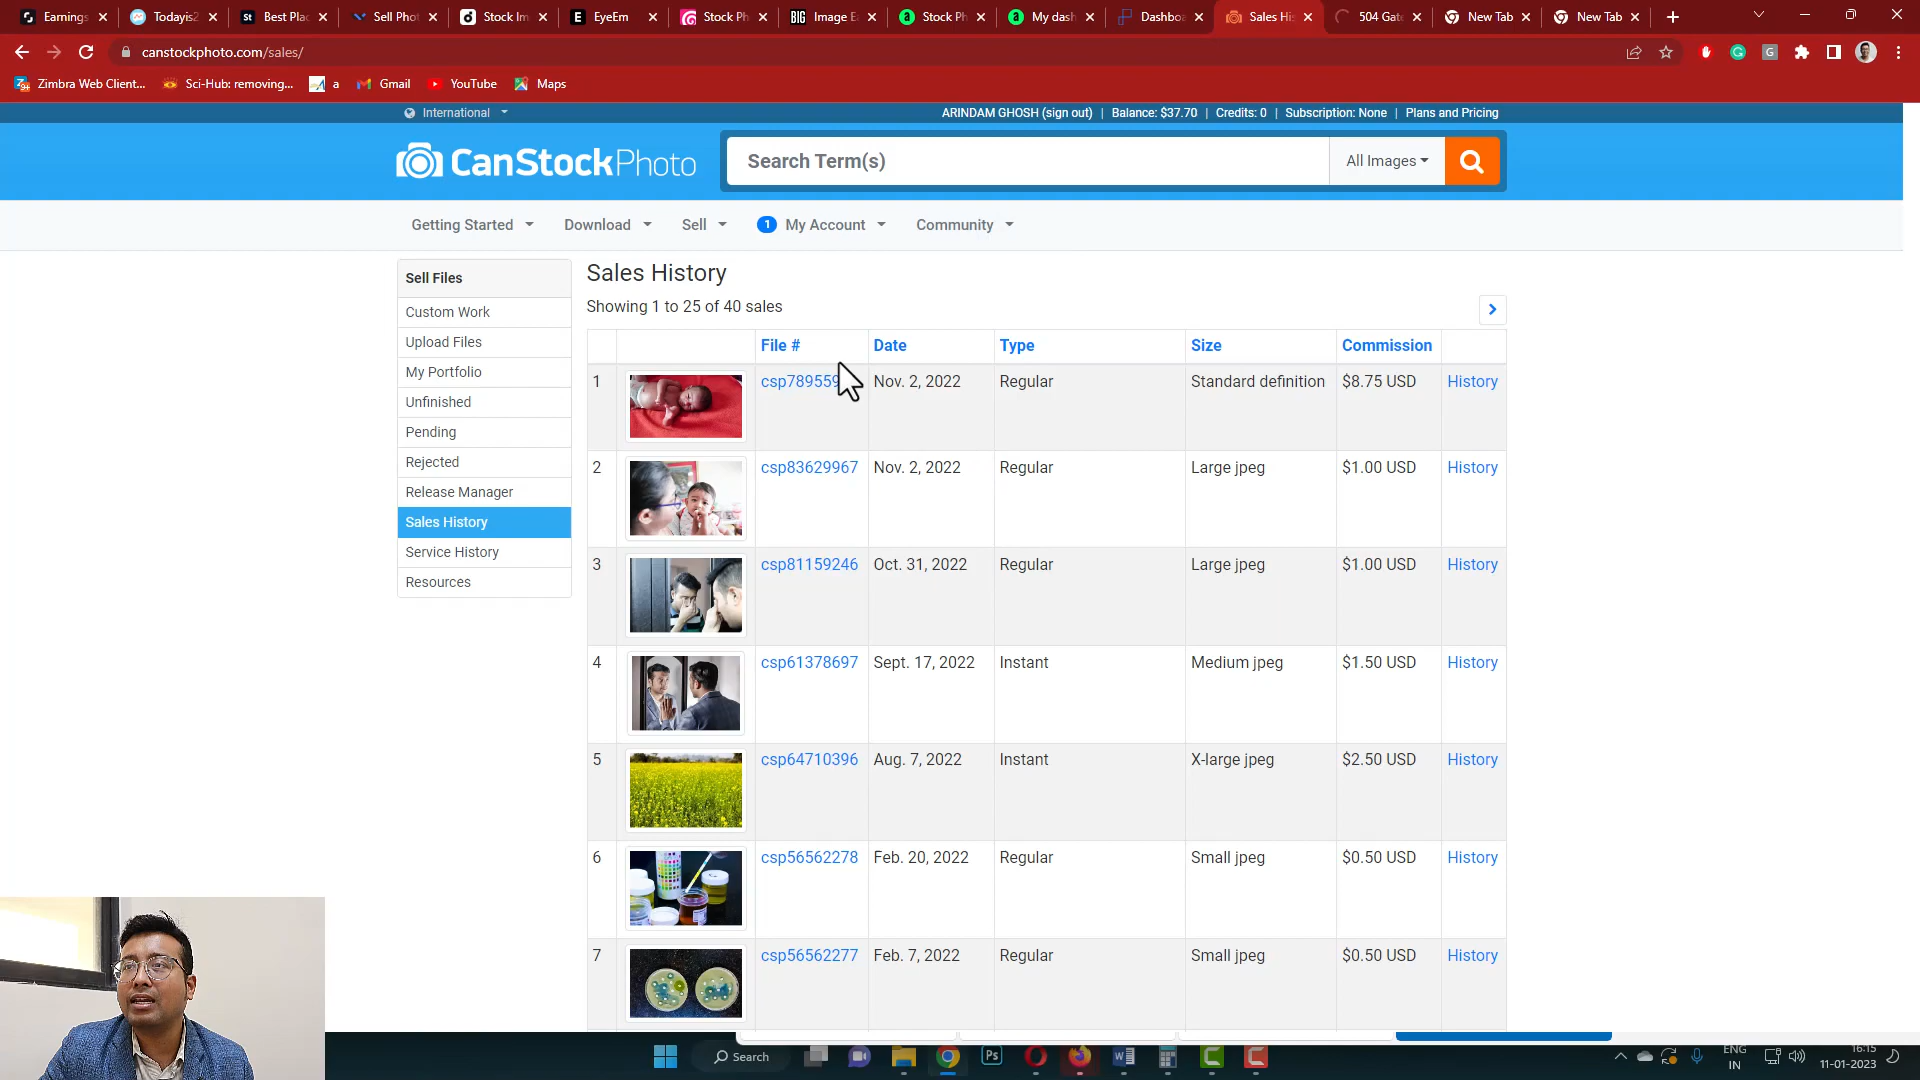 Earnings
Todayis2
Best Plac
Sell Phot
Stock Im
EyeEm
Stock Ph
BIG Image E
Stock Ph
My dash
Dashboa
Sales His
504 Gate
New Tab
New Tab
canstockphoto.com/sales/
Zimbra Web Client...
Sci-Hub: removing...
a
Gmail
YouTube
Maps
International
ARINDAM GHOSH (sign out) | Balance: $37.70 | Credits: 0 | Subscription: None | Plans and Pricing
CanStockPhoto
Search Term(s)
All Images
Getting Started
Download
Sell
1 My Account
Community
Sell Files
Custom Work
Upload Files
My Portfolio
Unfinished
Pending
Rejected
Release Manager
Sales History
Service History
Resources
Sales History
Showing 1 to 25 of 40 sales
File # Date Type Size Commission
1 csp789559 Nov. 2, 2022 Regular Standard definition $8.75 USD History
2 csp83629967 Nov. 2, 2022 Regular Large jpeg $1.00 USD History
3 csp81159246 Oct. 31, 2022 Regular Large jpeg $1.00 USD History
4 csp61378697 Sept. 17, 2022 Instant Medium jpeg $1.50 USD History
5 csp64710396 Aug. 7, 2022 Instant X-large jpeg $2.50 USD History
6 csp56562278 Feb. 20, 2022 Regular Small jpeg $0.50 USD History
7 csp56562277 Feb. 7, 2022 Regular Small jpeg $0.50 USD History
Search
Ps
ENG
IN
16:15
11-01-2023